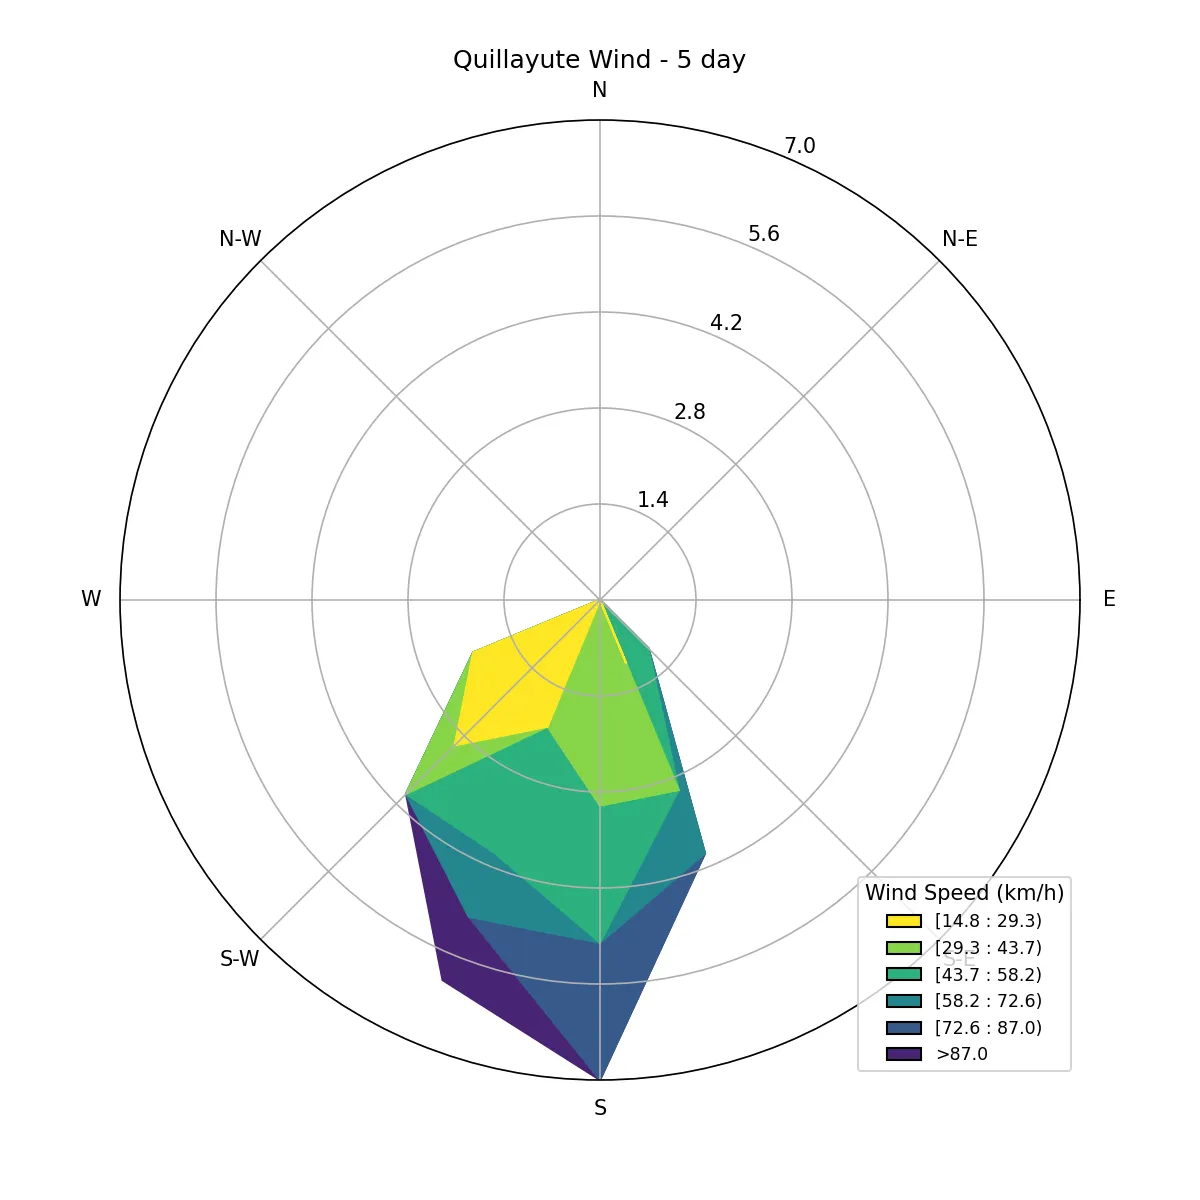 Quillayute Wind - 5 day
N
7.0
N-W
5.6
N-E
4.2
2.8
1.4
W
E
Wind Speed (km/h)
[14.8 : 29.3)
[29.3 : 43.7)
S-W
S-E
[43.7 : 58.2)
[58.2 : 72.6)
[72.6 : 87.0)
>87.0
S